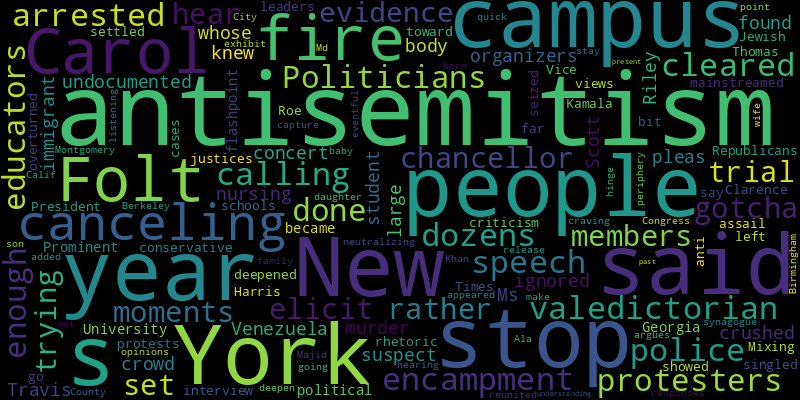 arrested hear evidence campus
whose City leaders quick toward point
Carol settled knew fire body organizers found
Jewish
Thomas
educators undocumented Politicians Vice views Riley cleared
exhibit Md born stay present mainstreamed
overturned immigrant listening antisemitism
flashpoint Roe Kamala seized wife
capture eventful far bit Scott Republicans
Montgomery cases justices concert baby chancellor pleas say Clarence
Calif Folt calling student people trial
President Berkeley nursing schools daughter large hinge periphery gotcha
canceling done criticism craving Congress assail
Prominent conservative became dozens members anti left
son neutralizing
enough year New speech said Birmingham
added deepened family Khan release ignored past
trying Harris Times appeared make
moments elicit rather Ms valedictorian
University Venezuela murder Georgia synagogue crushed
met s York stop police
protests rhetoric Ala argues Mixing
opinions crowd suspect Majid going hearing showed singled
Travis go County set interview deepen political encampment reunited understanding protesters responses